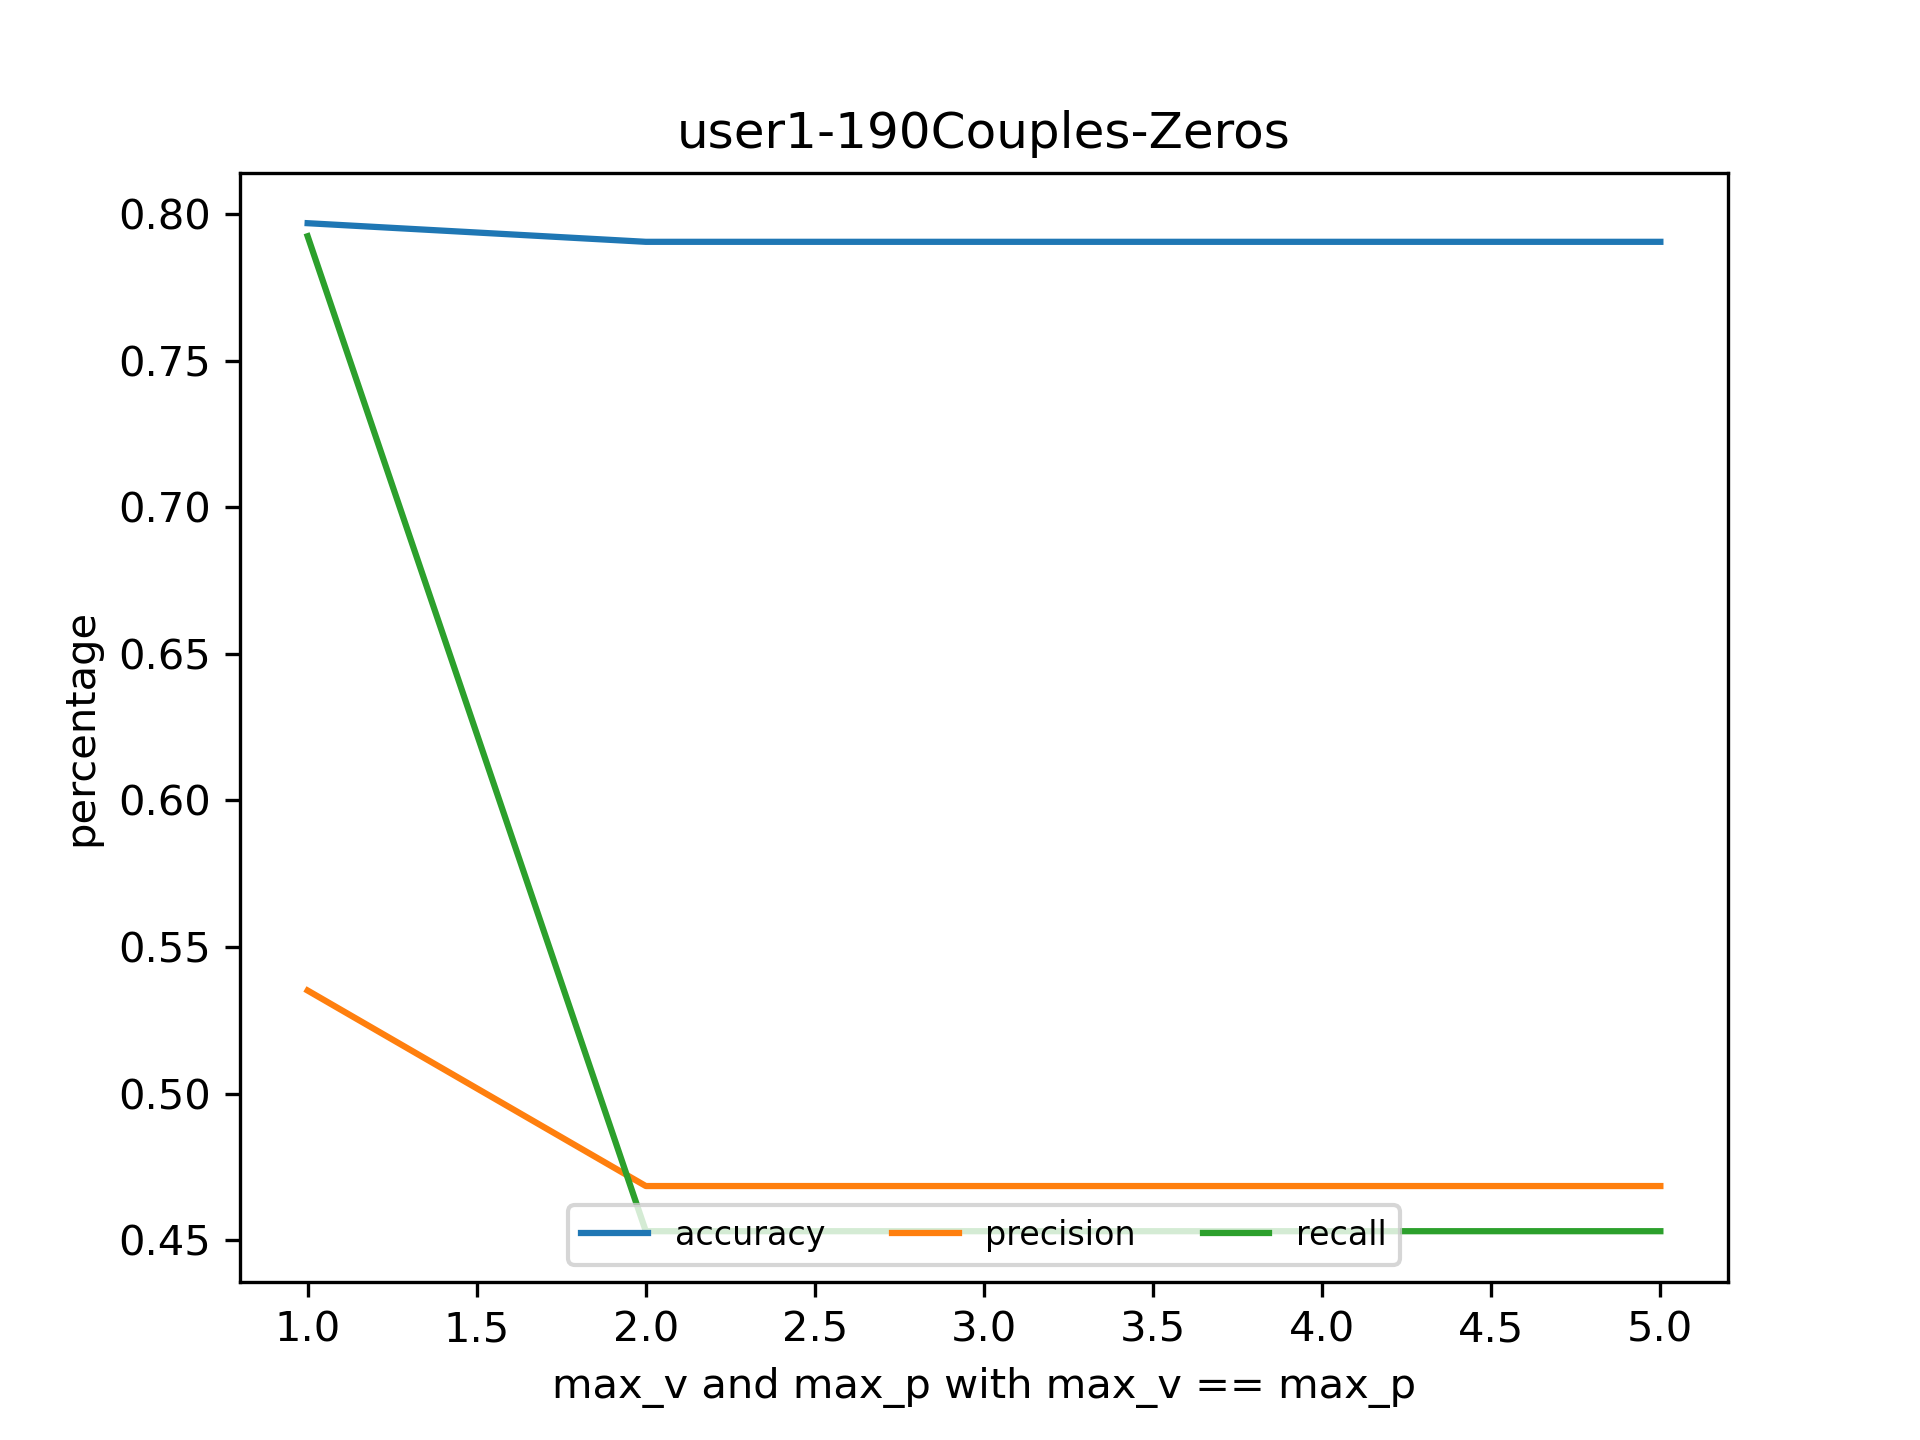 user1-190Couples-Zeros
0.80
0.75
0.70
0.65
0.60
0.55
0.50
0.45
percentage
accuracy precision recall
1.0 1.5 2.0 2.5 3.0 3.5 4.0 4.5 5.0
max_v and max_p with max_v == max_p